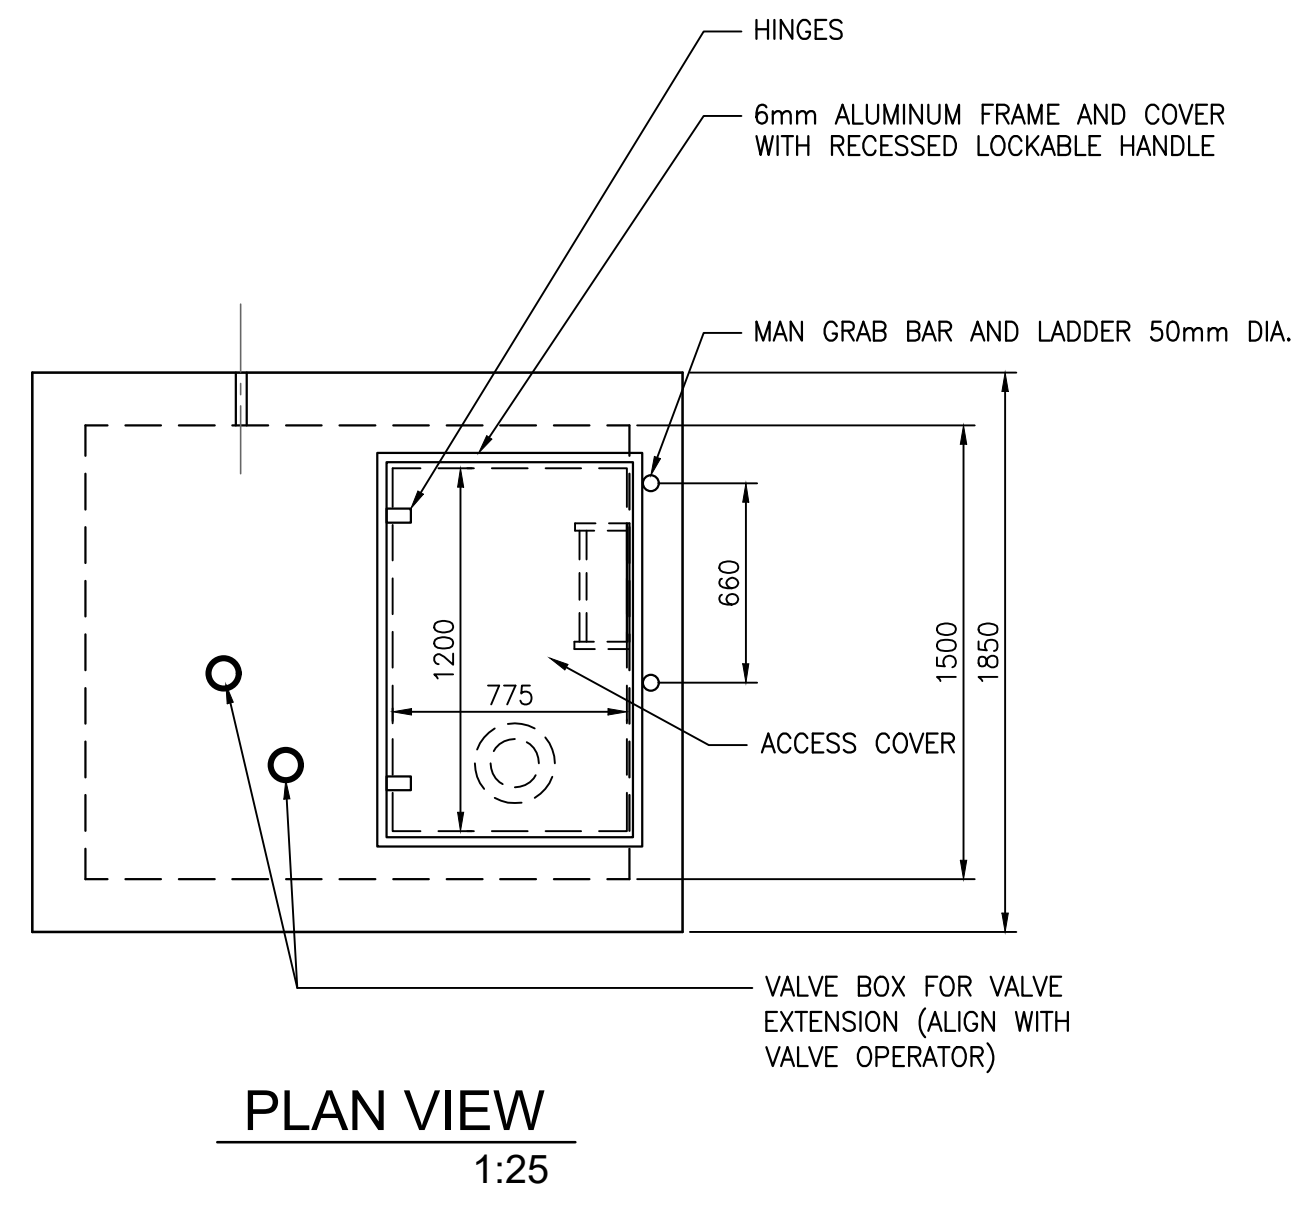 HINGES
6mm ALUMINUM FRAME AND COVER
WITH RECESSED LOCKABLE HANDLE
MAN GRAB BAR AND LADDER 50mm DIA.
660
1200
1500
1850
775
ACCESS COVER
VALVE BOX FOR VALVE
EXTENSION (ALIGN WITH
VALVE OPERATOR)
PLAN VIEW
1:25